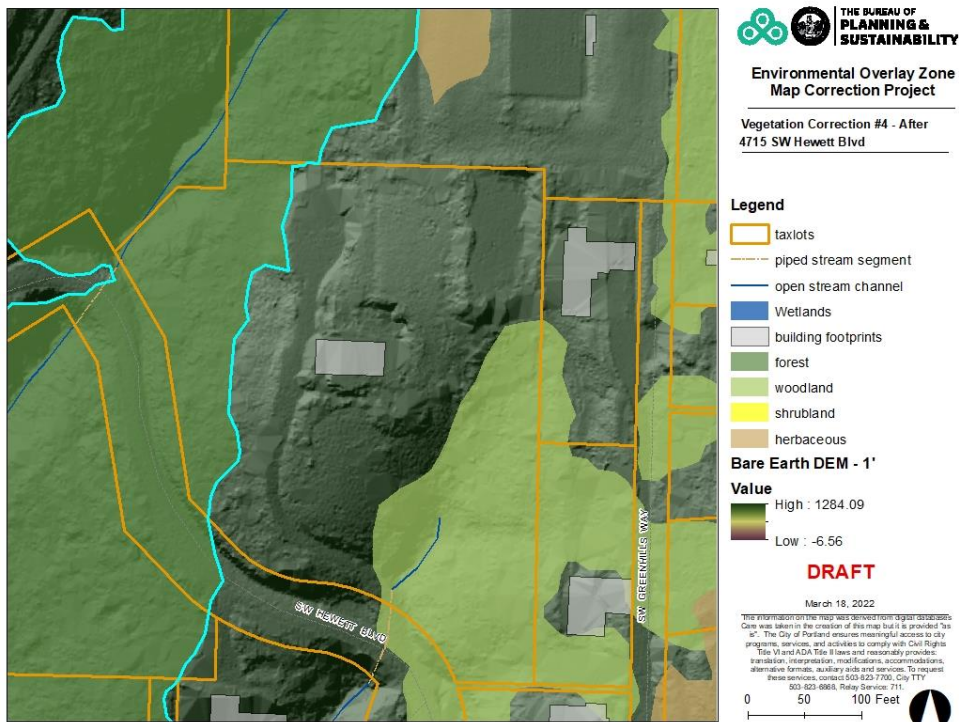 THE BUREAU OF
PLANNING &
SUSTAINABILITY
Environmental Overlay Zone
Map Correction Project
Vegetation Correction #4 - After
4715 SW Hewett Blvd
Legend
taxlots
piped stream segment
open stream channel
Wetlands
building footprints
forest
woodland
shrubland
herbaceous
Bare Earth DEM - 1'
Value
High : 1284.09
Low : -6.56
DRAFT
March 18, 2022
The information on the map was derived from digital databases
Care was taken in the creation of this map but it is provided "as
is". The City of Portland ensures meaningful access to city
programs, services, and activities to comply with Civil Rights
Title VI and ADA Title II laws and reasonably provides:
translation, interpretation, modifications, accommodations,
alternative formats, auxiliary aids and services. To request
these services, contact 503-823-7700, City TTY
503-823-6868, Relay Service: 711.
0 50 100 Feet
SW HEWETT BLVD
SW GREENHILLS WAY